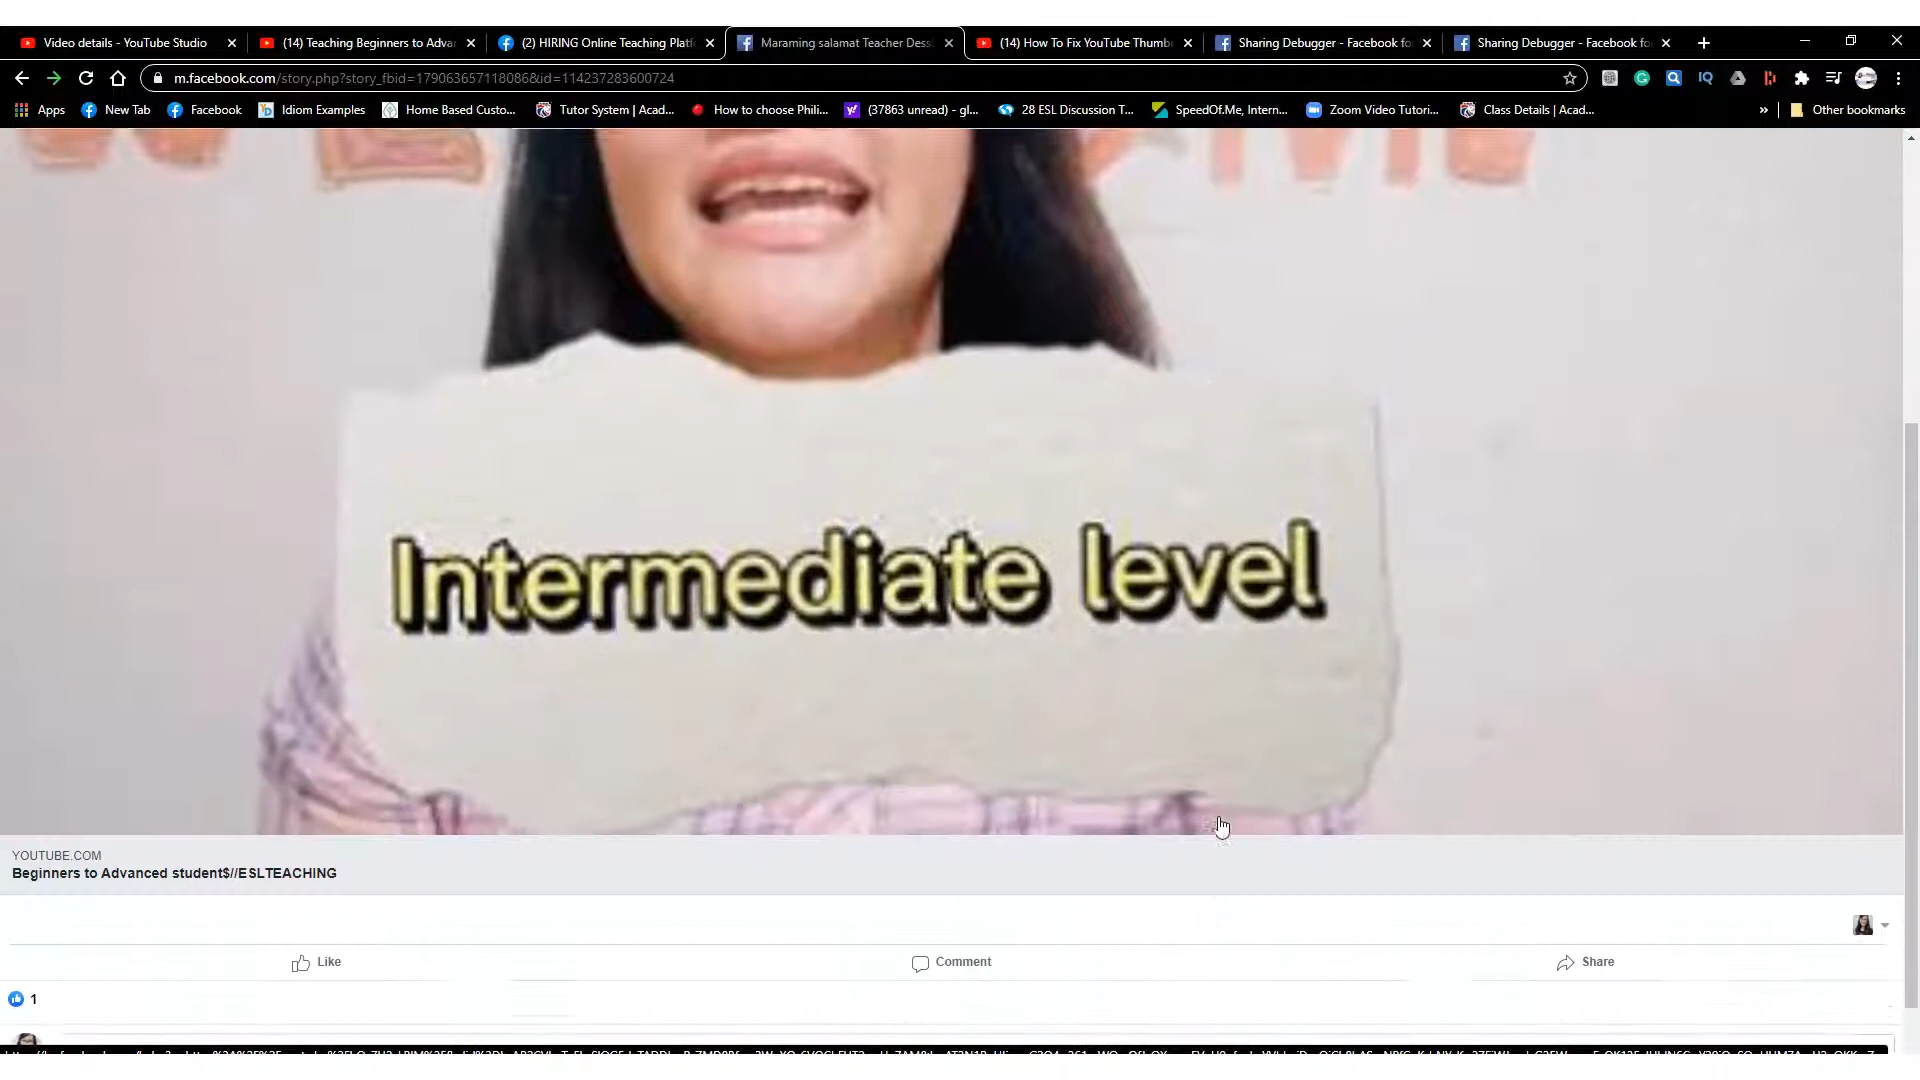 Video details - YouTube Studio
(14) Teaching Beginners to Adva
(2) HIRING Online Teaching Platf
Maraming salamat Teacher Dess
(14) How To Fix YouTube Thumb
Sharing Debugger - Facebook fo
Sharing Debugger - Facebook fo
m.facebook.com/story.php?story_fbid=179063657118086&id=114237283600724
Apps
New Tab
Facebook
Idiom Examples
Home Based Custo...
Tutor System | Acad...
How to choose Phili...
(37863 unread) - gl...
28 ESL Discussion T...
SpeedOf.Me, Intern...
Zoom Video Tutori...
Class Details | Acad...
Other bookmarks
Intermediate level
YOUTUBE.COM
Beginners to Advanced student$//ESLTEACHING
Like
Comment
Share
1